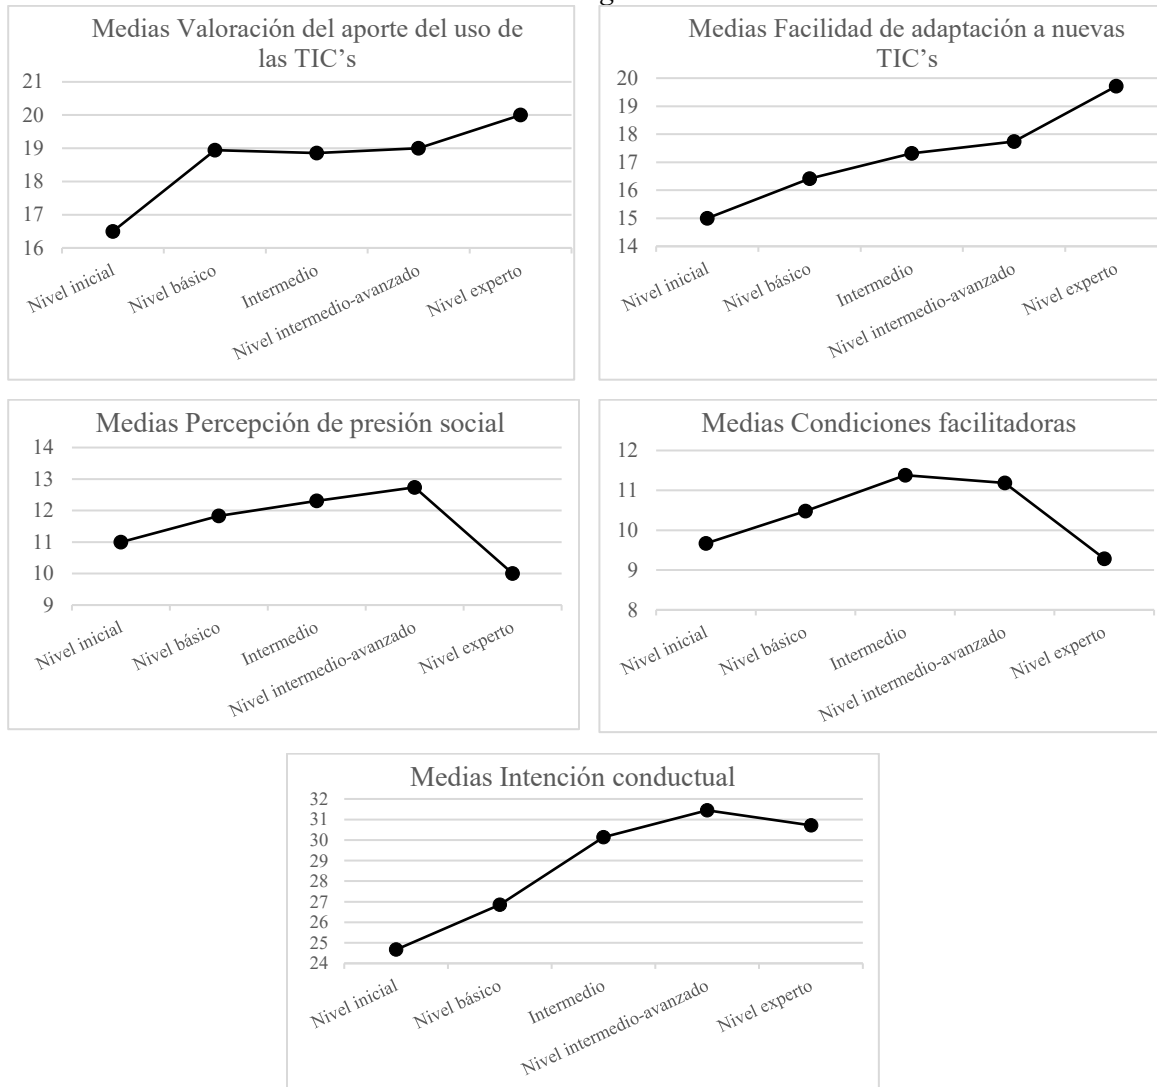 Medias Valoración del aporte del uso de
las TIC's
21
20
19
18
17
16
Nivel inicial
Nivel básico
Intermedio
Nivel intermedio-avanzado
Nivel experto
Medias Facilidad de adaptación a nuevas
TIC's
20
19
18
17
16
15
14
Nivel inicial
Nivel básico
Intermedio
Nivel intermedio-avanzado
Nivel experto
Medias Percepción de presión social
14
13
12
11
10
9
Nivel inicial
Nivel básico
Intermedio
Nivel intermedio-avanzado
Nivel experto
Medias Condiciones facilitadoras
12
11
10
9
8
Nivel inicial
Nivel básico
Intermedio
Nivel intermedio-avanzado
Nivel experto
Medias Intención conductual
32
31
30
29
28
27
26
25
24
Nivel inicial
Nivel básico
Intermedio
Nivel intermedio-avanzado
Nivel experto